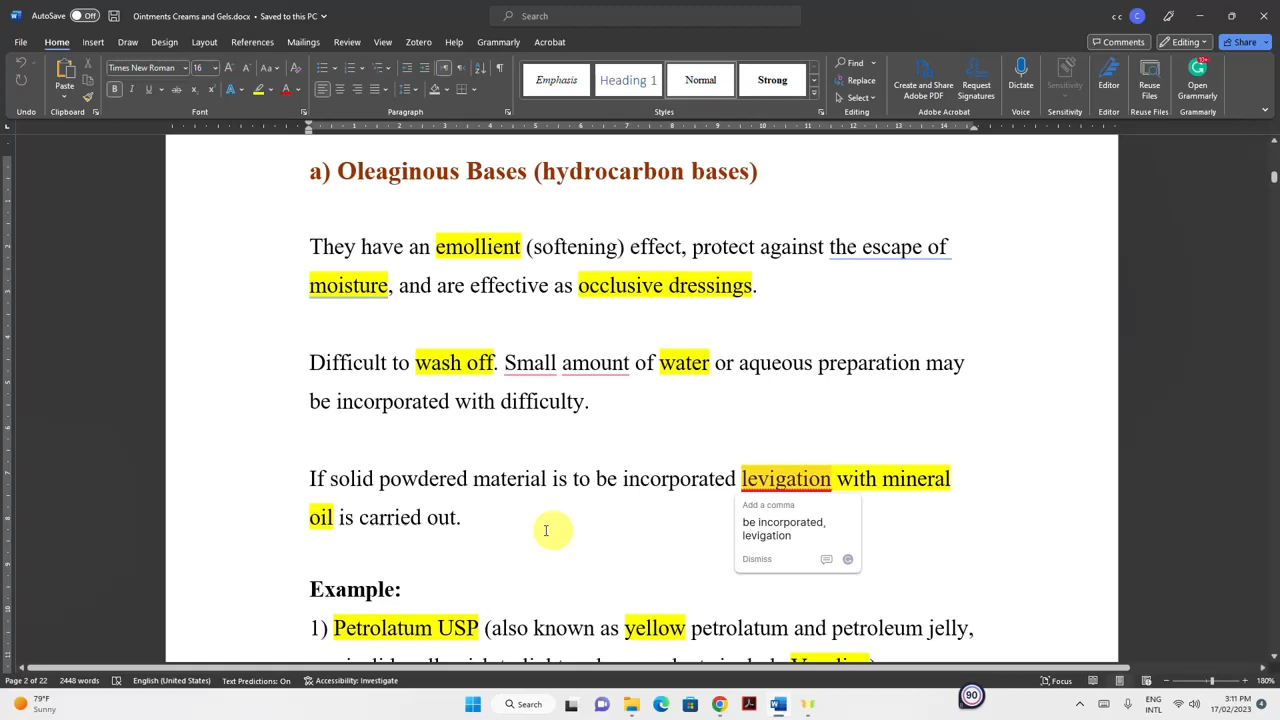 AutoSave Off Ointments Creams and Gels.docx • Saved to this PC Search c c
File Home Insert Draw Design Layout References Mailings Review View Zotero Help Grammarly Acrobat Comments Editing Share
Paste Times New Roman 16 Emphasis Heading 1 Normal Strong Find Replace Select Create and Share Adobe PDF Request Signatures Dictate Sensitivity Editor Reuse Files Open Grammarly
Undo Clipboard Font Paragraph Styles Editing Adobe Acrobat Voice Sensitivity Editor Reuse Files Grammarly
a) Oleaginous Bases (hydrocarbon bases)
They have an emollient (softening) effect, protect against the escape of
moisture, and are effective as occlusive dressings.
Difficult to wash off. Small amount of water or aqueous preparation may
be incorporated with difficulty.
If solid powdered material is to be incorporated levigation with mineral
oil is carried out.
Add a comma
be incorporated,
levigation
Dismiss
Example:
1) Petrolatum USP (also known as yellow petrolatum and petroleum jelly,
Page 2 of 22 2448 words English (United States) Text Predictions: On Accessibility: Investigate Focus 180%
79°F
Sunny
Search
90
ENG
INTL
3:11 PM
17/02/2023